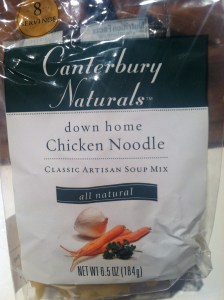 8
SERVINGS
Canterbury
Naturals™
down home
Chicken Noodle
CLASSIC ARTISAN SOUP MIX
all natural
NET WT 6.5 OZ (184g)